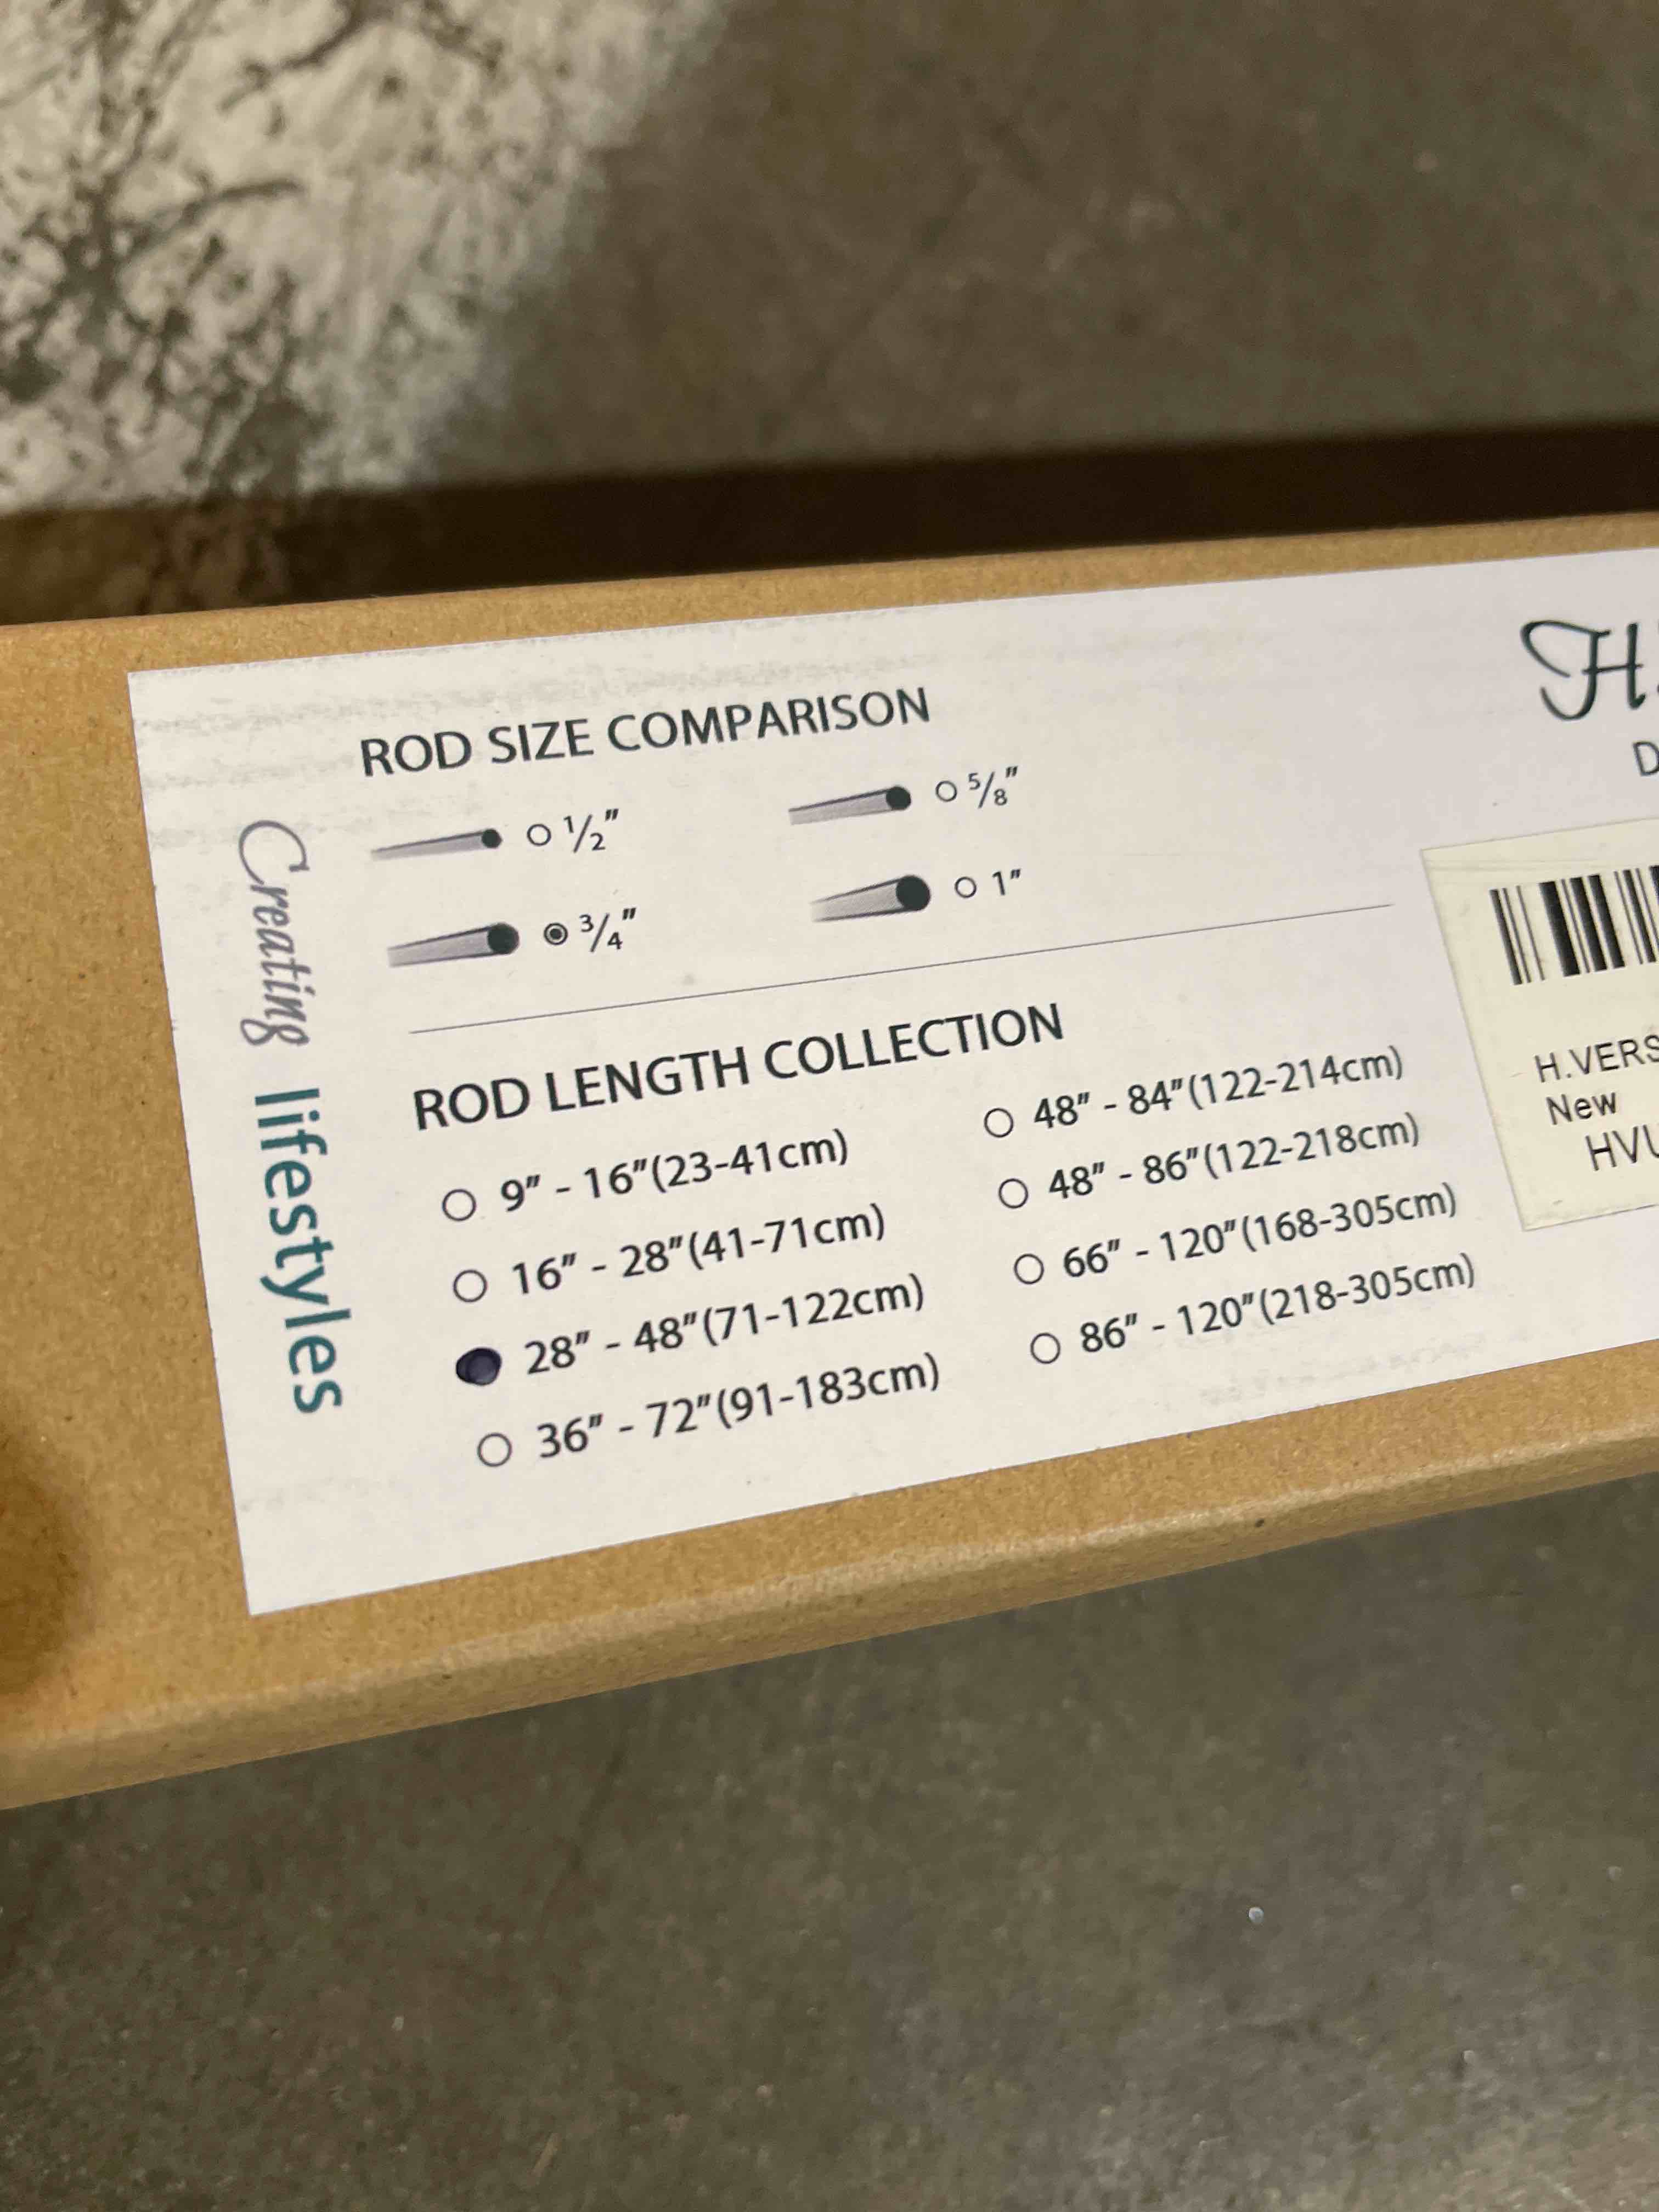 Creating lifestyles
ROD SIZE COMPARISON
1/2"
5/8"
3/4"
1"
ROD LENGTH COLLECTION
9" - 16"(23-41cm)
16" - 28"(41-71cm)
28" - 48"(71-122cm)
36" - 72"(91-183cm)
48" - 84"(122-214cm)
48" - 86"(122-218cm)
66" - 120"(168-305cm)
86" - 120"(218-305cm)
H.
D
H.VERS
New
HVU